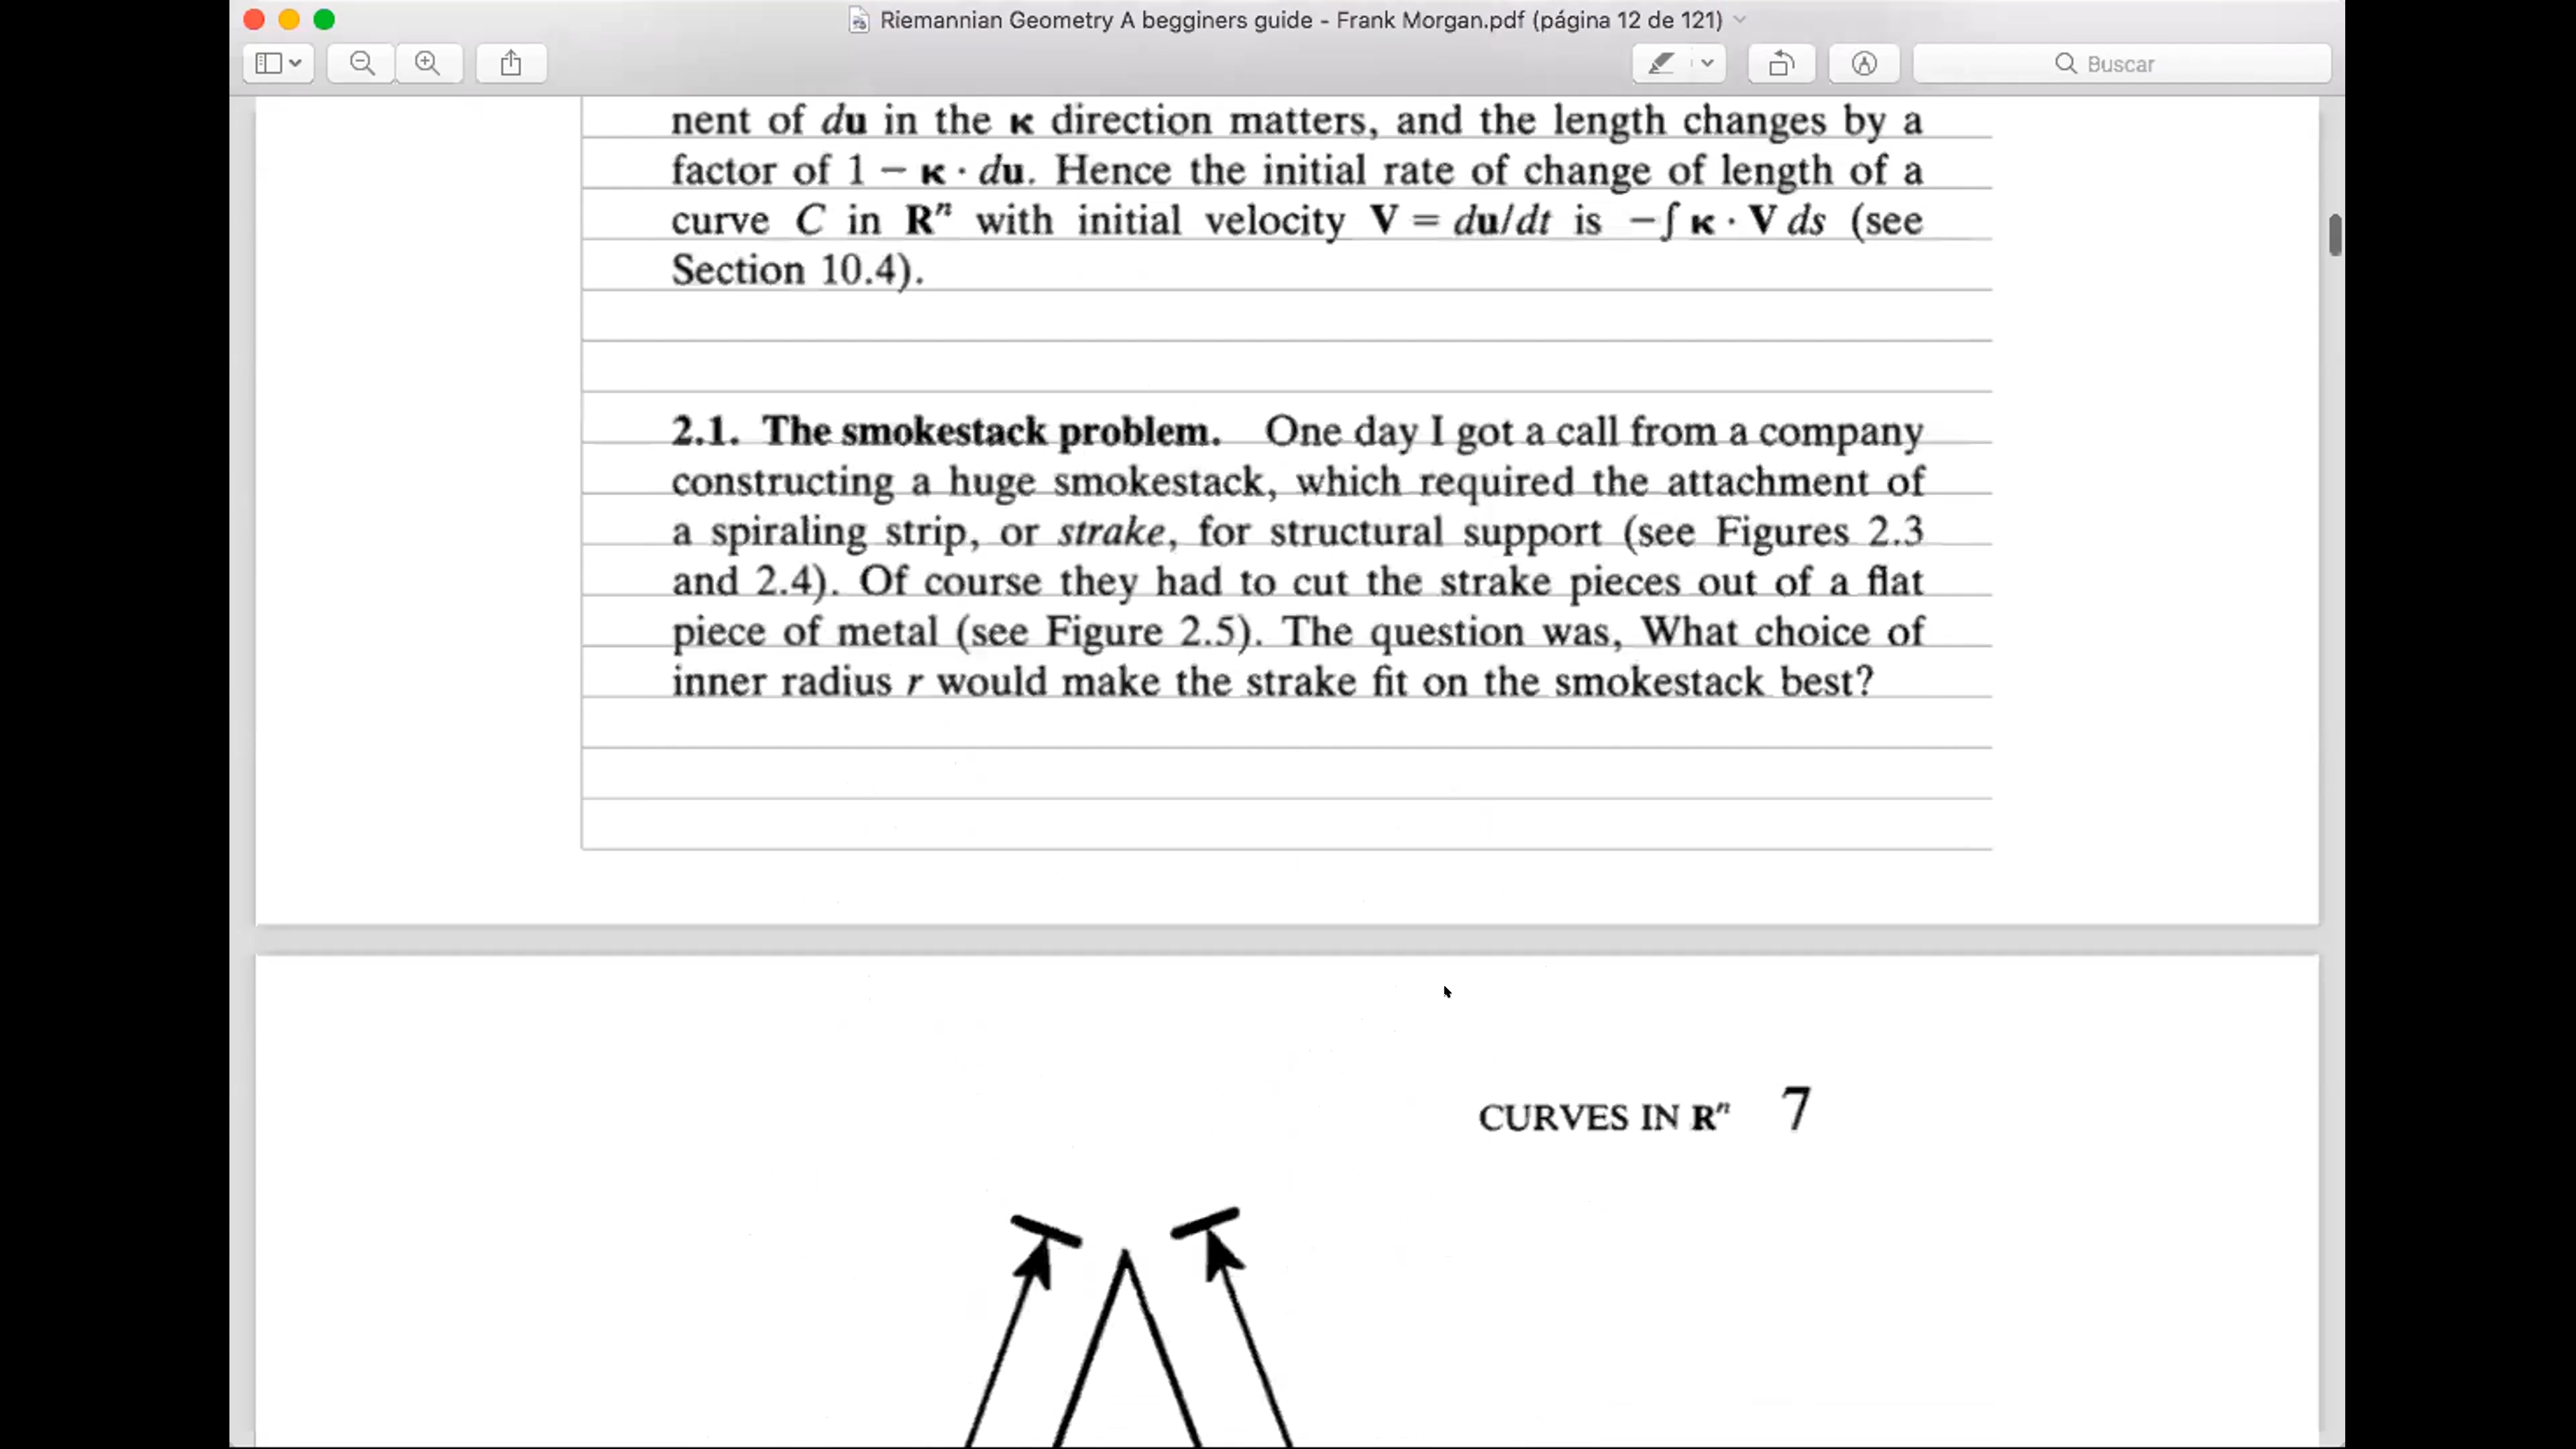 Riemannian Geometry A begginers guide - Frank Morgan.pdf (página 12 de 121)
Buscar
nent of du in the κ direction matters, and the length changes by a
factor of 1 − κ · du. Hence the initial rate of change of length of a
curve C in Rⁿ with initial velocity V = du/dt is −∫ κ · V ds (see
Section 10.4).
2.1. The smokestack problem. One day I got a call from a company
constructing a huge smokestack, which required the attachment of
a spiraling strip, or strake, for structural support (see Figures 2.3
and 2.4). Of course they had to cut the strake pieces out of a flat
piece of metal (see Figure 2.5). The question was, What choice of
inner radius r would make the strake fit on the smokestack best?
CURVES IN Rⁿ 7